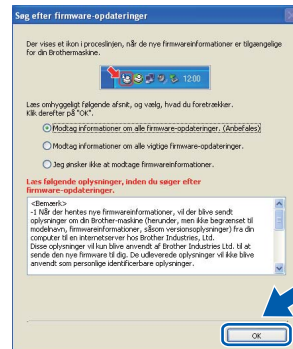 Søg efter firmware-opdateringer
Der vises et ikon i proceslinjen, når de nye firmwareinformationer er tilgængelige
for din Brothermaskine.
12:00
Læs omhyggeligt følgende afsnit, og vælg, hvad du foretrækker.
Klik derefter på "OK".
Modtag informationer om alle firmware-opdateringer. (Anbefales)
Modtag informationer om alle vigtige firmware-opdateringer.
Jeg ønsker ikke at modtage firmwareinformationer.
Læs følgende oplysninger, inden du søger efter
firmware-opdateringer.
<Bemærk>
-1 Når der hentes nye firmwareinformationer, vil der blive sendt
oplysninger om din Brother-maskine (herunder, men ikke begrænset til
modelnavn, firmwareinformationer, såsom versionsoplysninger) fra din
computer til en internetserver hos Brother Industries, Ltd.
Disse oplysninger vil kun blive anvendt af Brother Industries Ltd. til at
sende den nye firmware til dig. De udleverede oplysninger vil ikke blive
anvendt som personlige identificerbare oplysninger.
OK